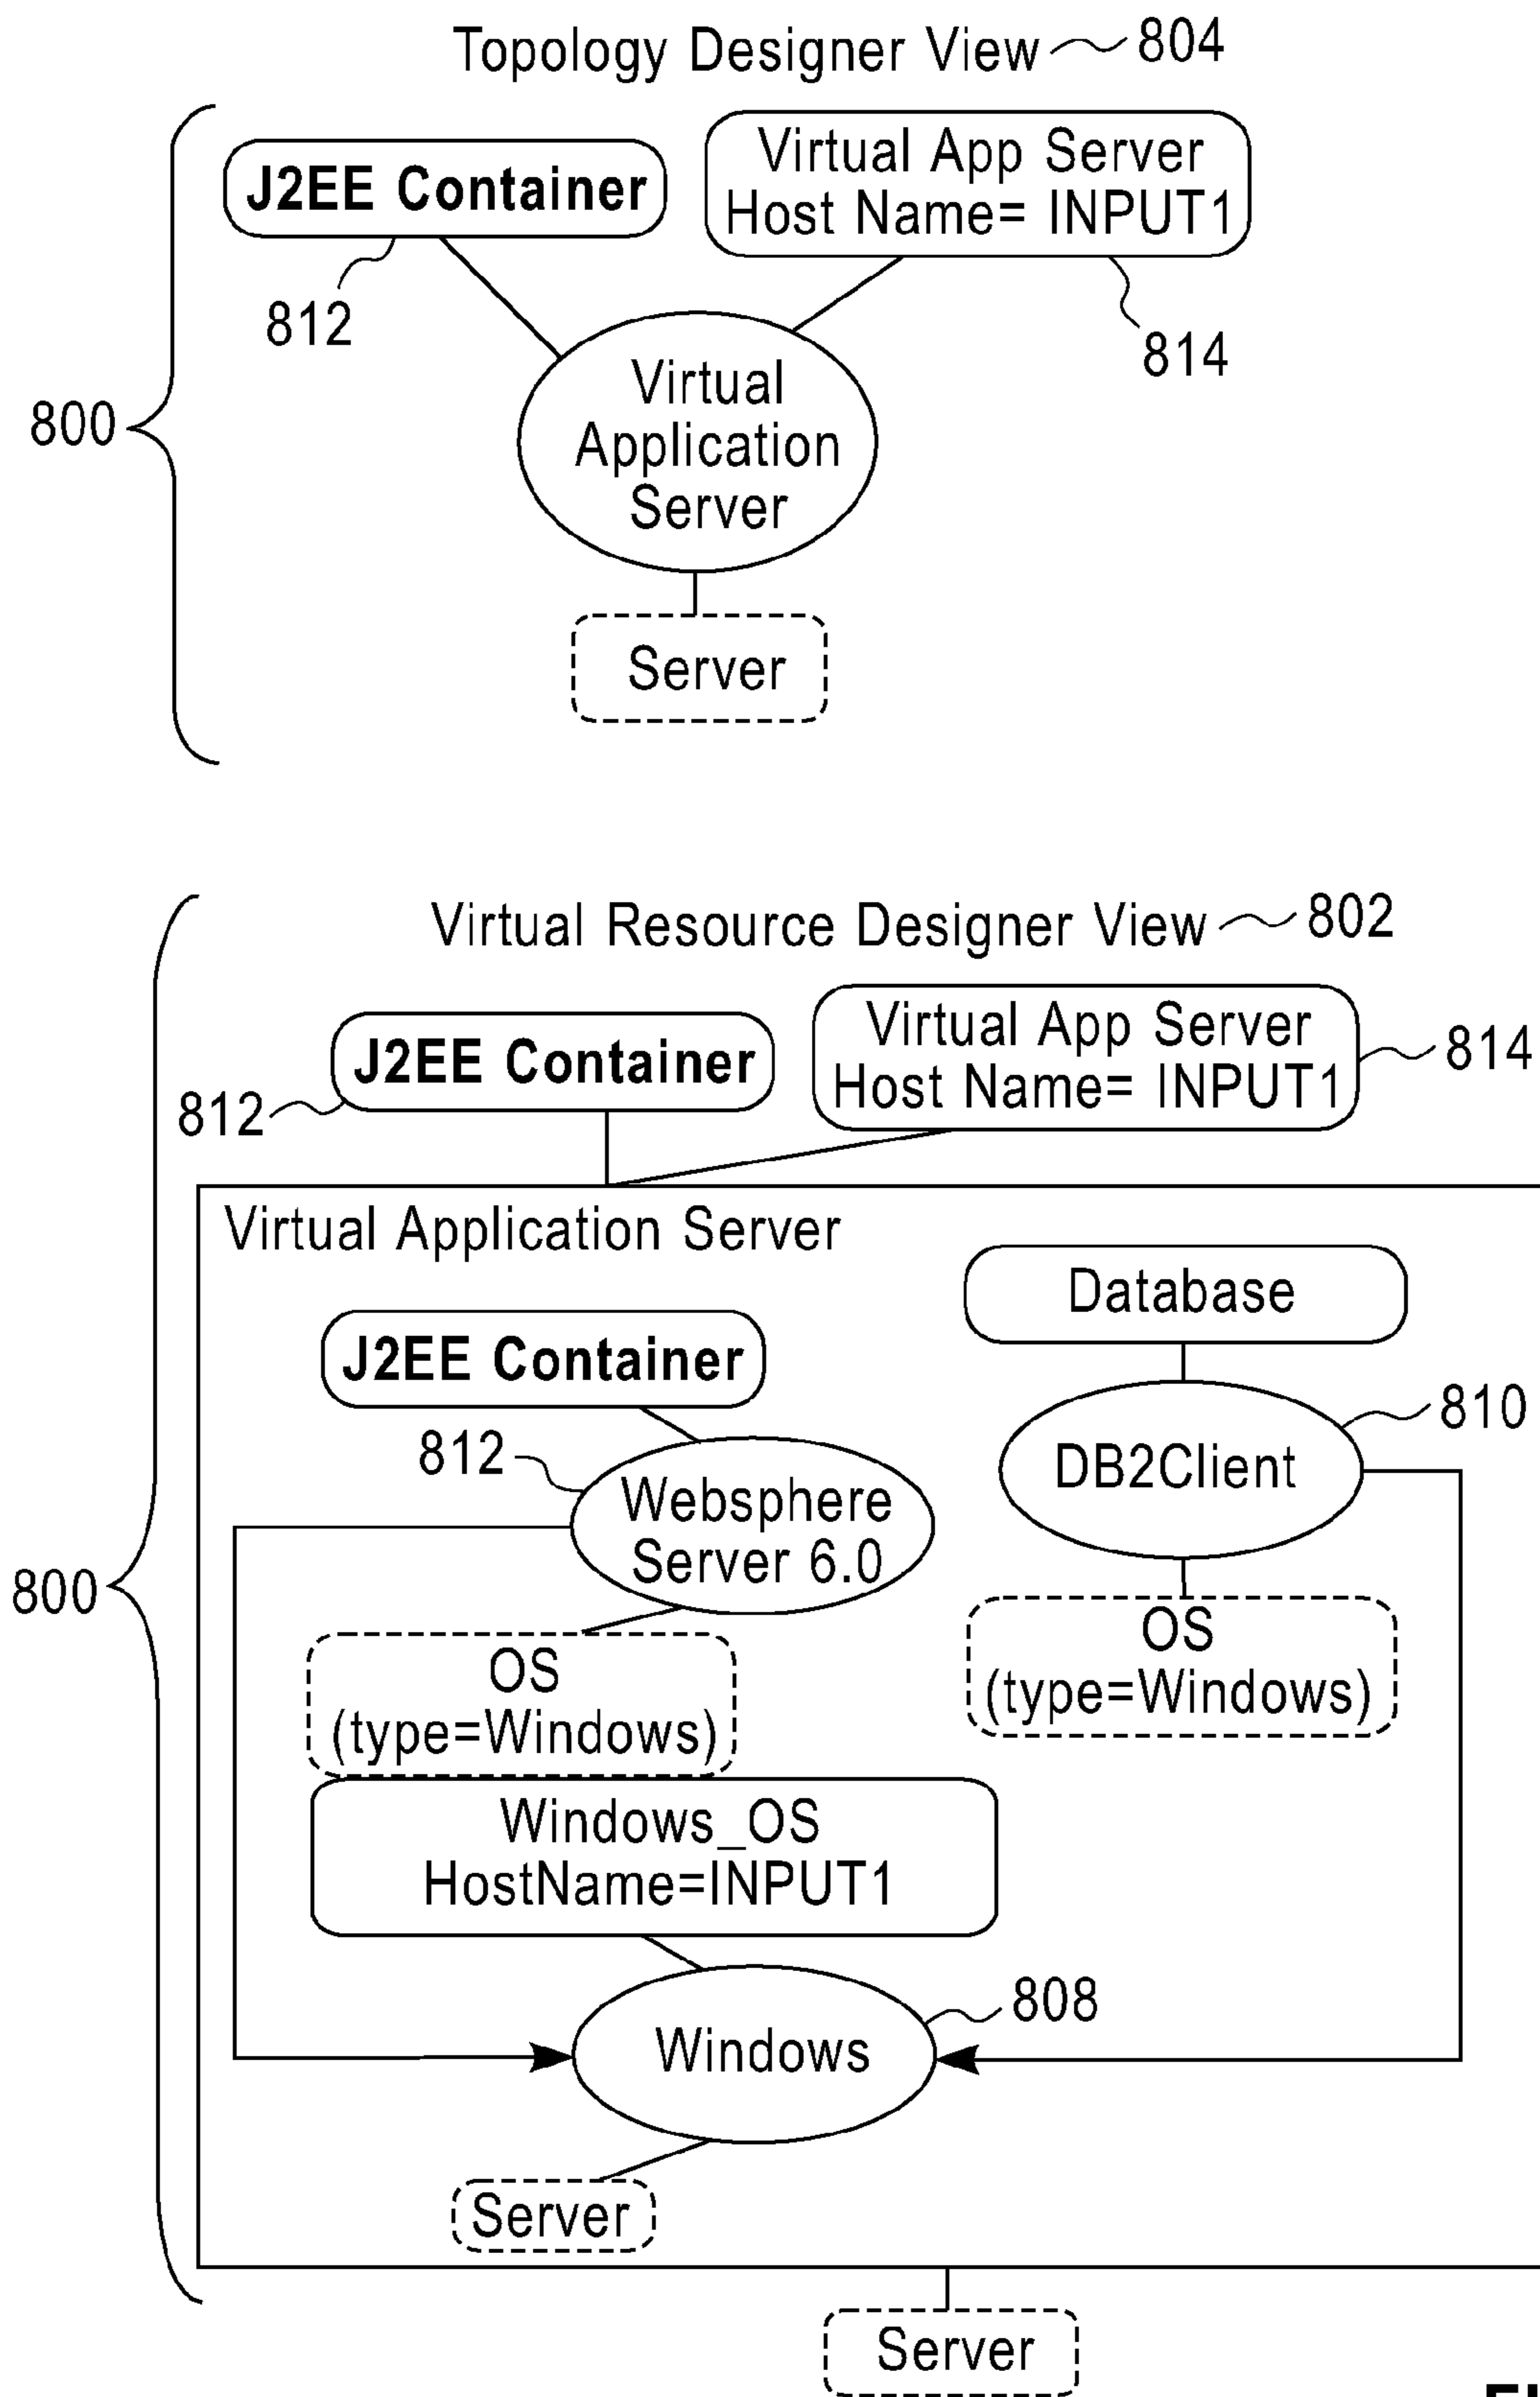 Topology Designer View 804
J2EE Container
Virtual App Server
Host Name= INPUT1
812
814
800
Virtual
Application
Server
Server
Virtual Resource Designer View 802
J2EE Container
Virtual App Server
Host Name= INPUT1
814
812
Virtual Application Server
Database
J2EE Container
810
812
DB2Client
Websphere
Server 6.0
800
OS
(type=Windows)
OS
(type=Windows)
Windows_OS
HostName=INPUT1
808
Windows
Server
Server